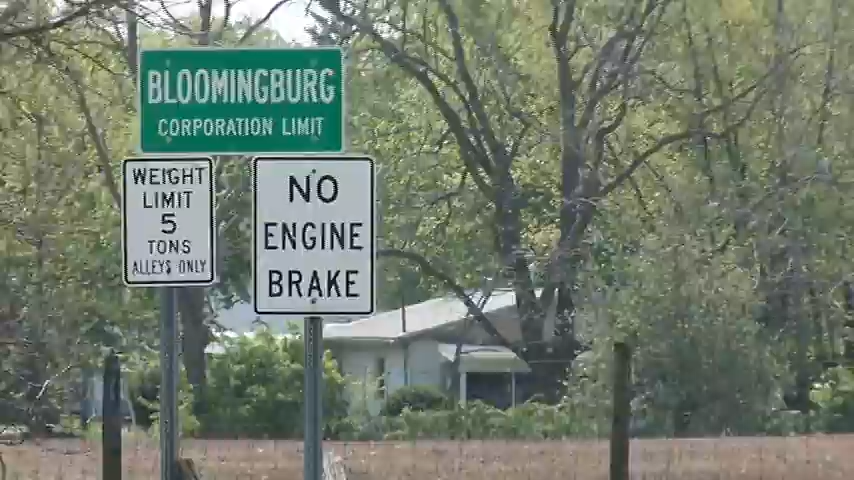 BLOOMINGBURG
CORPORATION LIMIT
WEIGHT
LIMIT
5
TONS
ALLEYS ONLY
NO
ENGINE
BRAKE